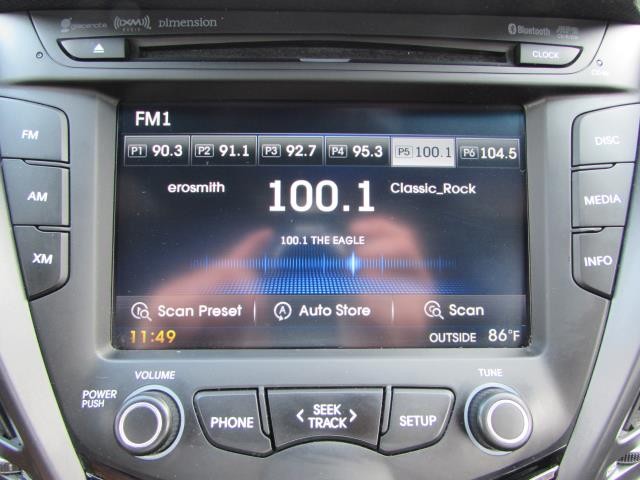 gracenote XM RADIO Dimension Bluetooth
CLOCK
FM1
FM
P1 90.3 P2 91.1 P3 92.7 P4 95.3 P5 100.1 P6 104.5
DISC
erosmith 100.1 Classic_Rock
AM
MEDIA
100.1 THE EAGLE
XM
INFO
Scan Preset Auto Store Scan
11:49 OUTSIDE 86°F
VOLUME TUNE
POWER
PUSH
PHONE SEEK TRACK SETUP